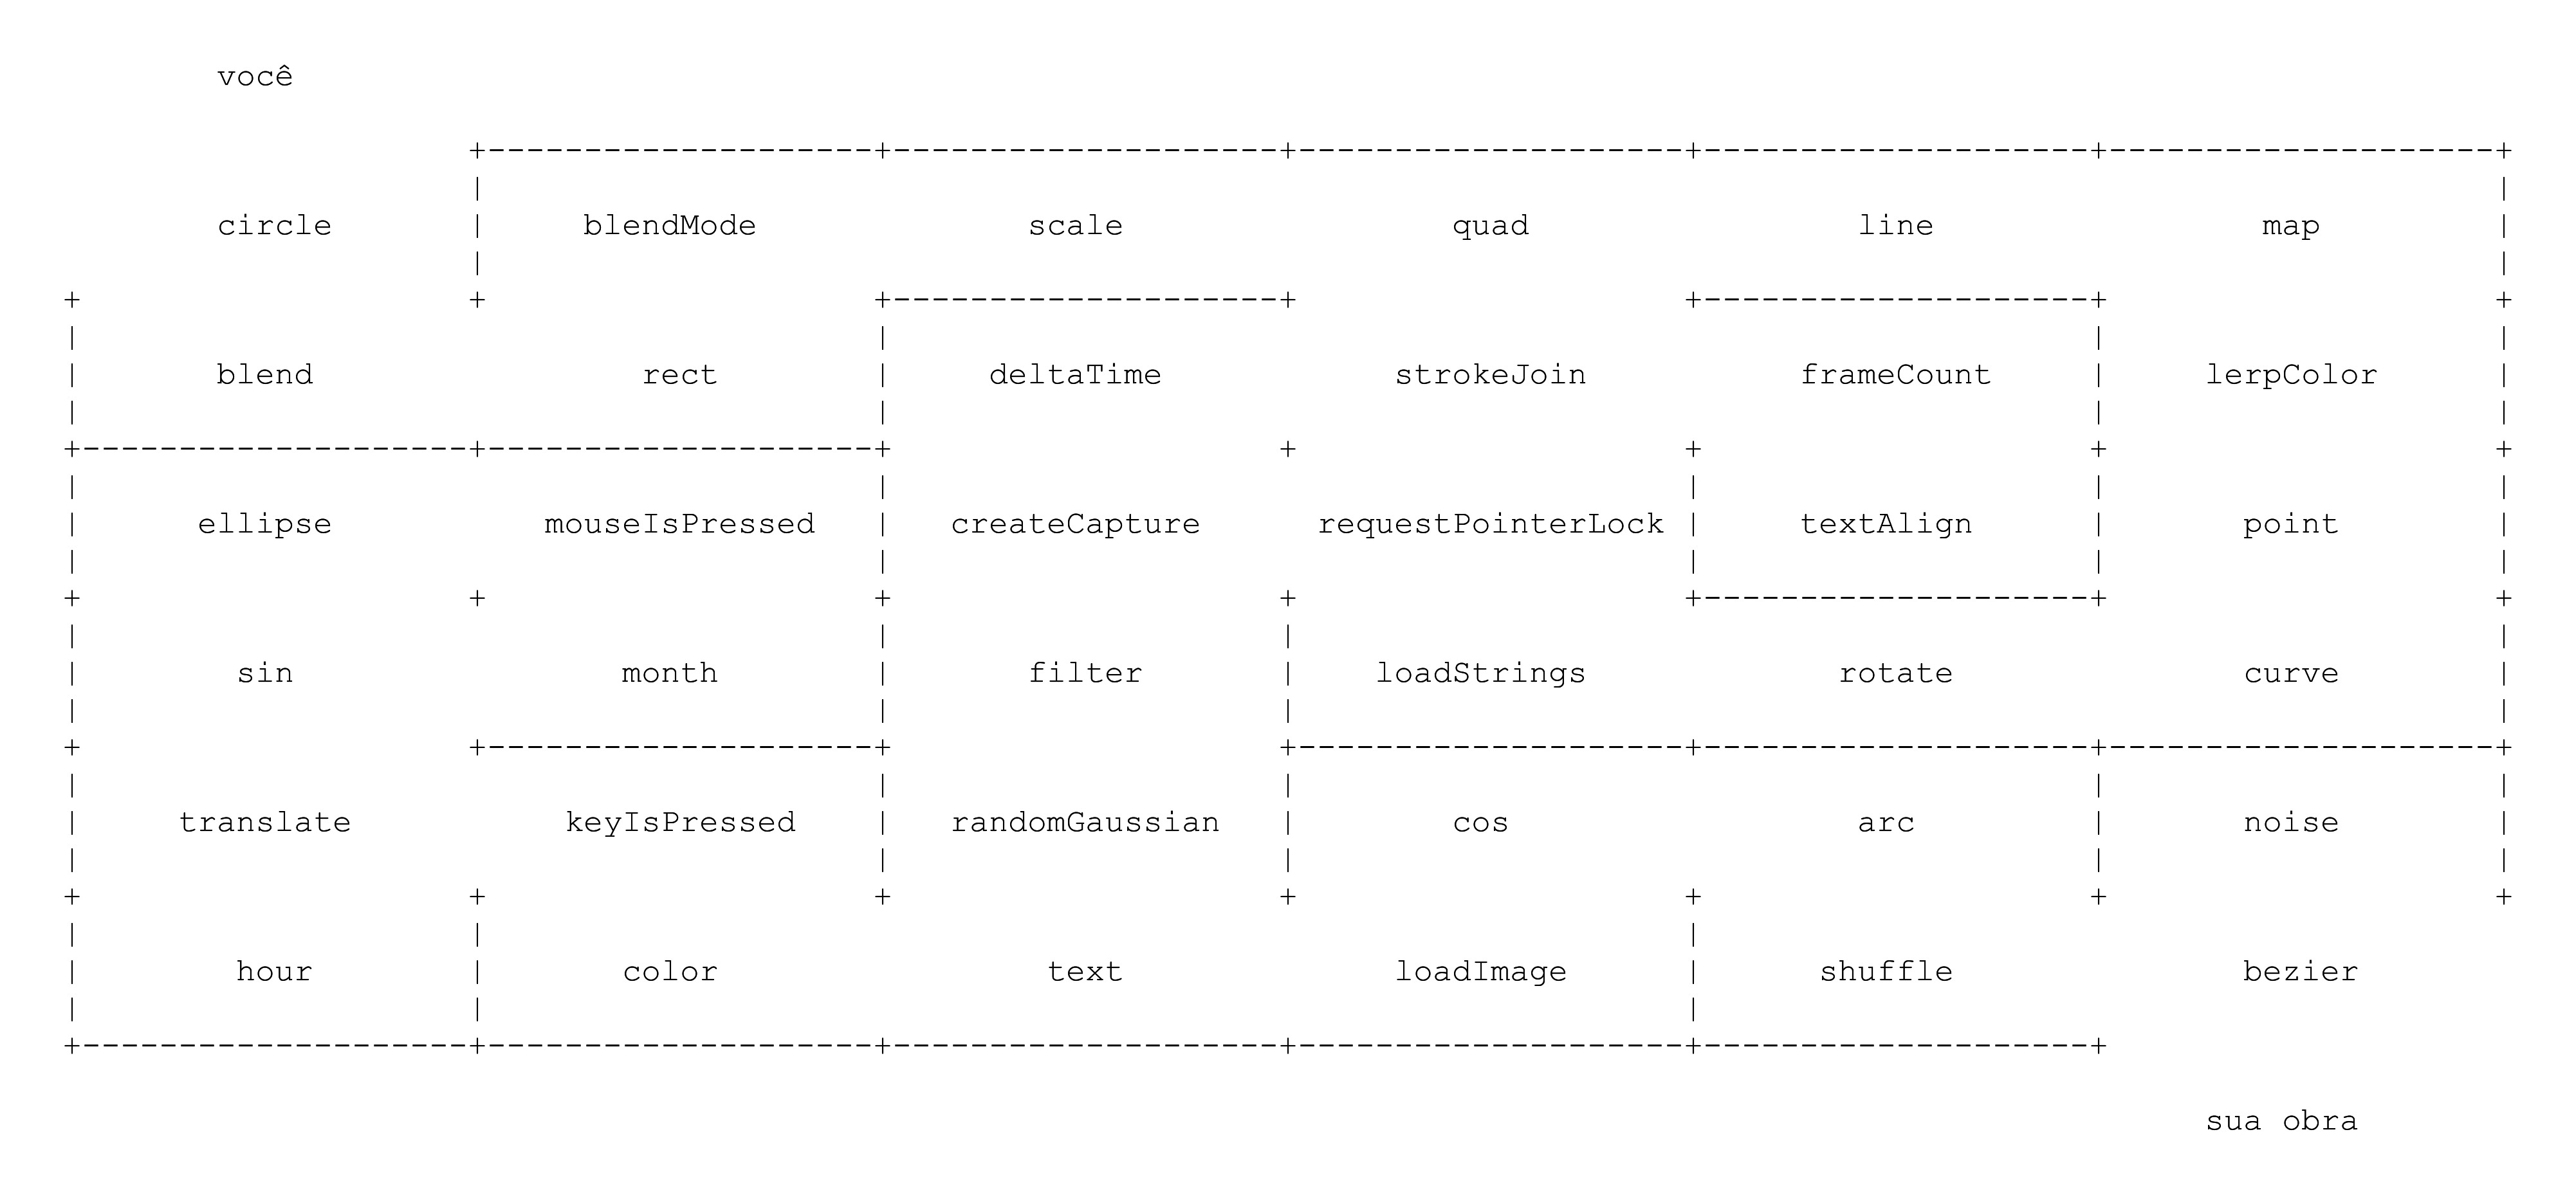 você
circle blendMode scale quad line map
blend rect deltaTime strokeJoin frameCount lerpColor
ellipse mouseIsPressed createCapture requestPointerLock textAlign point
sin month filter loadStrings rotate curve
translate keyIsPressed randomGaussian cos arc noise
hour color text loadImage shuffle bezier
sua obra